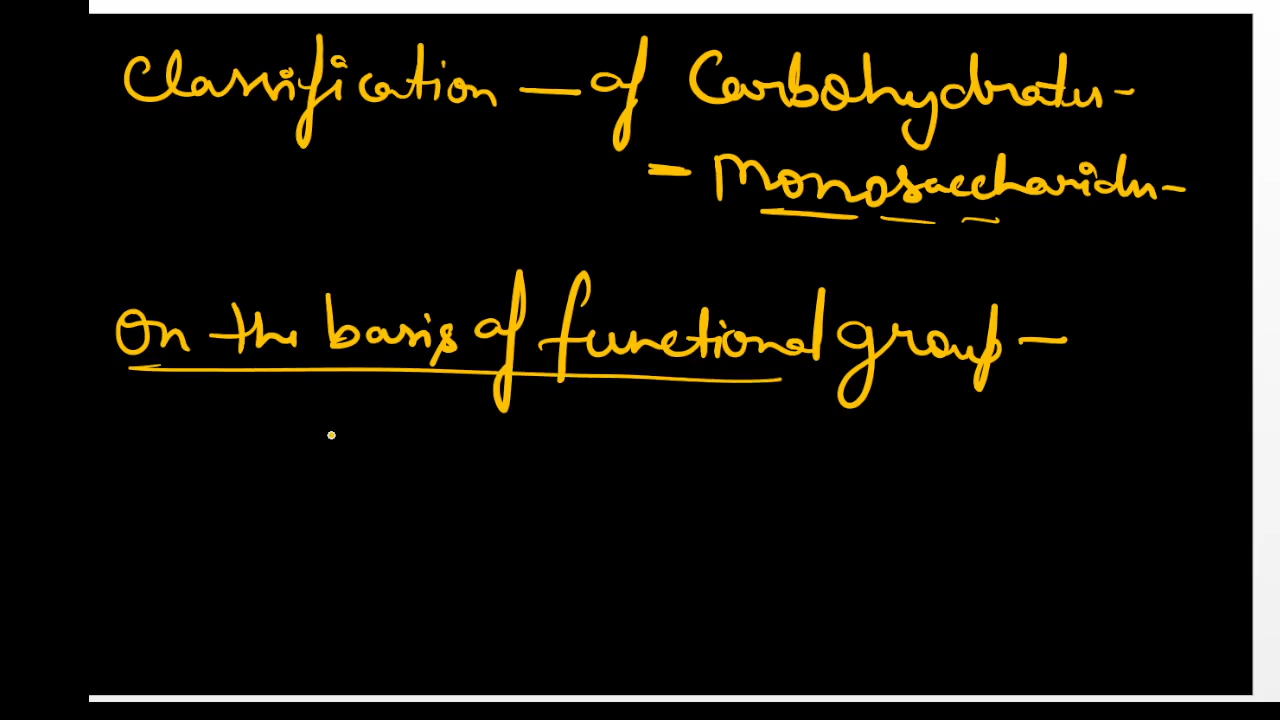 Classification — of Carbohydrates -
= Monosaccharides -
On the basis of functional group -